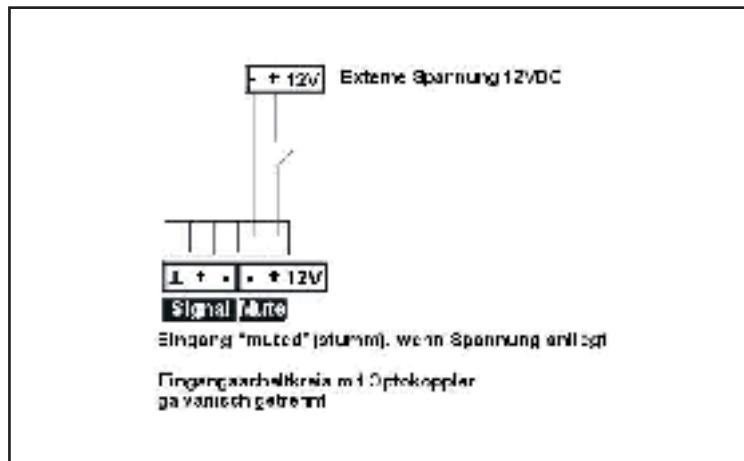 - + 12V Externe Spannung 12VDC
⊥ + - - + 12V
Signal Mute
Eingang "muted" (stumm), wenn Spannung anliegt
Eingangsschaltkreis mit Optokoppler
galvanisch getrennt